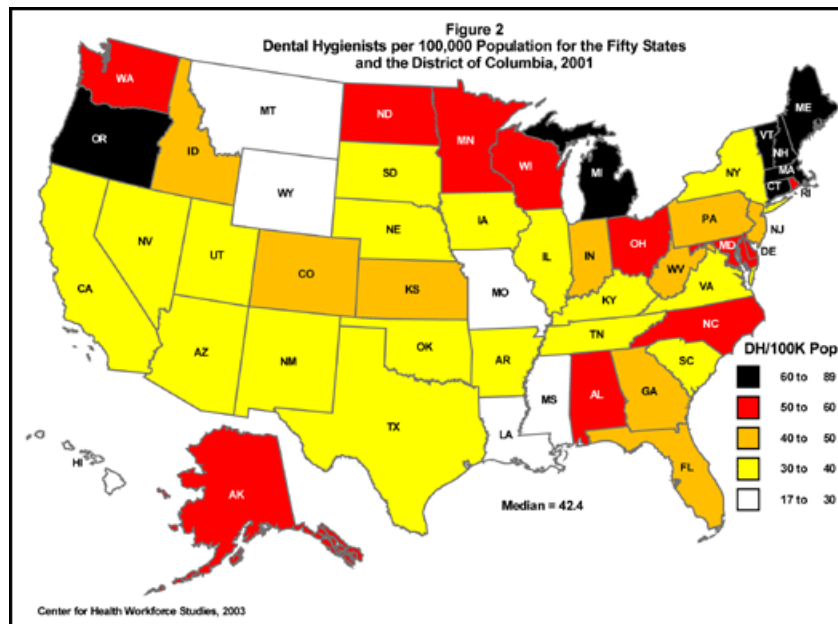 Figure 2
Dental Hygienists per 100,000 Population for the Fifty States
and the District of Columbia, 2001
WA
MT
ND
MN
ME
OR
ID
WI
VT
NH
MA
CT
RI
SD
MI
NY
WY
NE
IA
PA
NJ
NV
UT
CO
KS
IL
IN
OH
MD
DE
WV
VA
CA
MO
KY
NC
AZ
NM
OK
AR
TN
SC
TX
MS
AL
GA
LA
FL
HI
AK
DH/100K Pop
60 to 89
50 to 60
40 to 50
30 to 40
17 to 30
Median = 42.4
Center for Health Workforce Studies, 2003